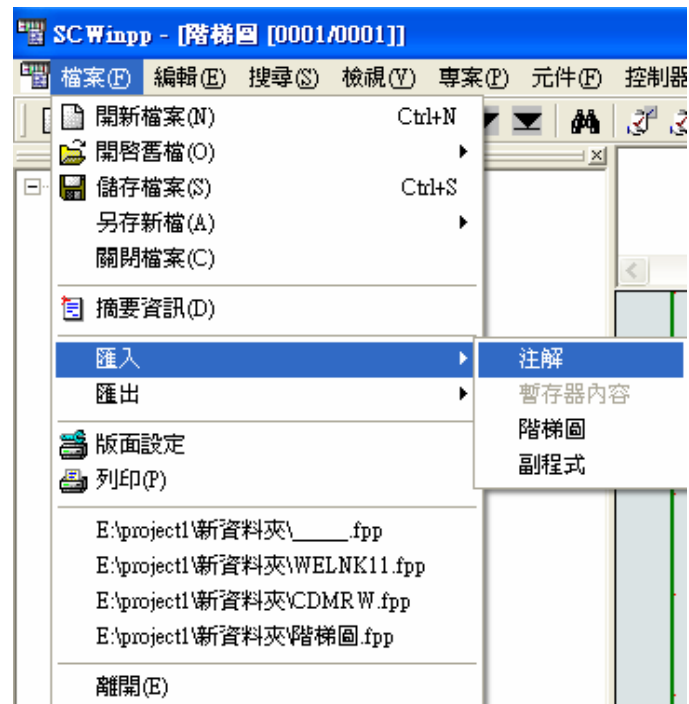 SCWinpp - [階梯圖 [0001/0001]]
檔案(F) 編輯(E) 搜尋(S) 檢視(V) 專案(P) 元件(F) 控制器
開新檔案(N) Ctrl+N
開啓舊檔(O)
儲存檔案(S) Ctrl+S
另存新檔(A)
關閉檔案(C)
摘要資訊(D)
匯入
注解
匯出
暫存器內容
階梯圖
版面設定
副程式
列印(P)
E:\project1\新資料夾\_____.fpp
E:\project1\新資料夾\WELNK11.fpp
E:\project1\新資料夾\CDMRW.fpp
E:\project1\新資料夾\階梯圖.fpp
離開(E)